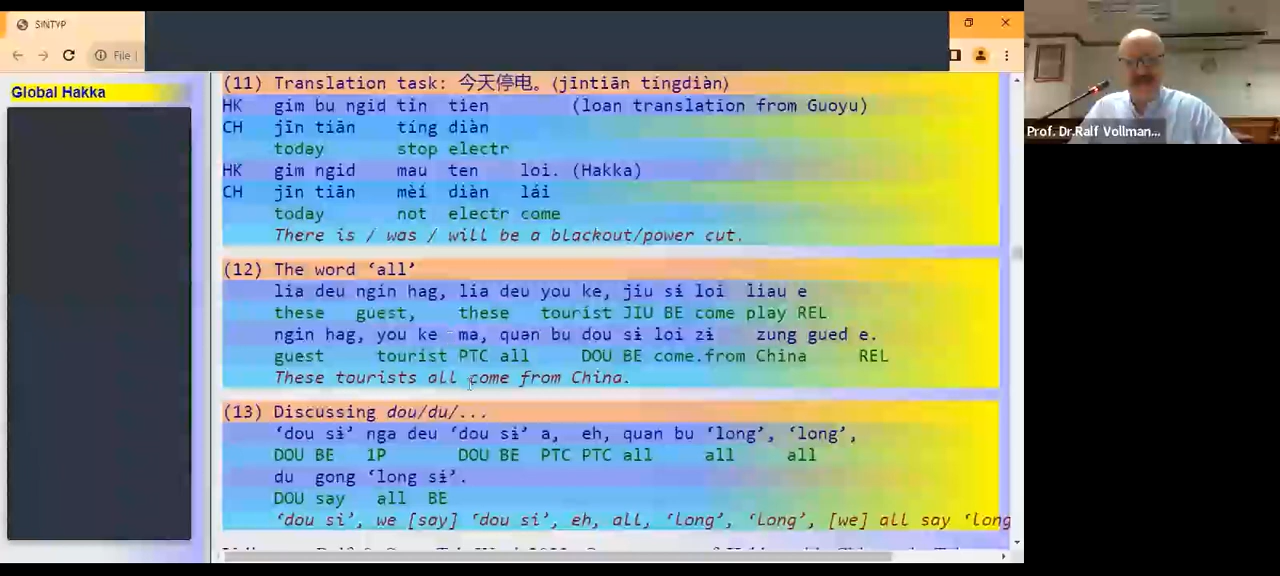 SINTYP
File
Global Hakka
(11) Translation task: 今天停电。(jīntiān tíngdiàn)
HK gim bu ngid tin tien (loan translation from Guoyu)
CH jīn tiān tíng diàn
today stop electr
HK gim ngid mau ten loi. (Hakka)
CH jīn tiān mèi diàn lái
today not electr come
There is / was / will be a blackout/power cut.
(12) The word ‘all’
lia deu ngin hag, lia deu you ke, jiu sɨ loi liau e
these guest, these tourist JIU BE come play REL
ngin hag, you ke ma, quan bu dou sɨ loi zɨ zung gued e.
guest tourist PTC all DOU BE come.from China REL
These tourists all come from China.
(13) Discussing dou/du/...
‘dou sɨ’ nga deu ‘dou sɨ’ a, eh, quan bu ‘long’, ‘long’,
DOU BE 1P DOU BE PTC PTC all all all
du gong ‘long sɨ’.
DOU say all BE
‘dou si’, we [say] ‘dou si’, eh, all, ‘long’, ‘long’, [we] all say ‘long
Prof. Dr.Ralf Vollman...